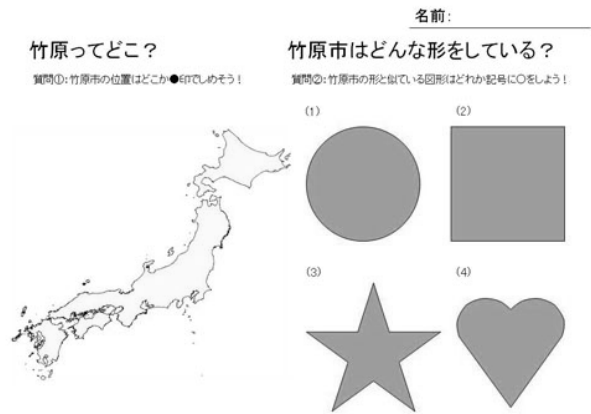 名前：
竹原ってどこ？
質問①：竹原市の位置はどこか●印でしめそう！
竹原市はどんな形をしている？
質問②：竹原市の形と似ている図形はどれか記号に○をしよう！
(1)
(2)
(3)
(4)